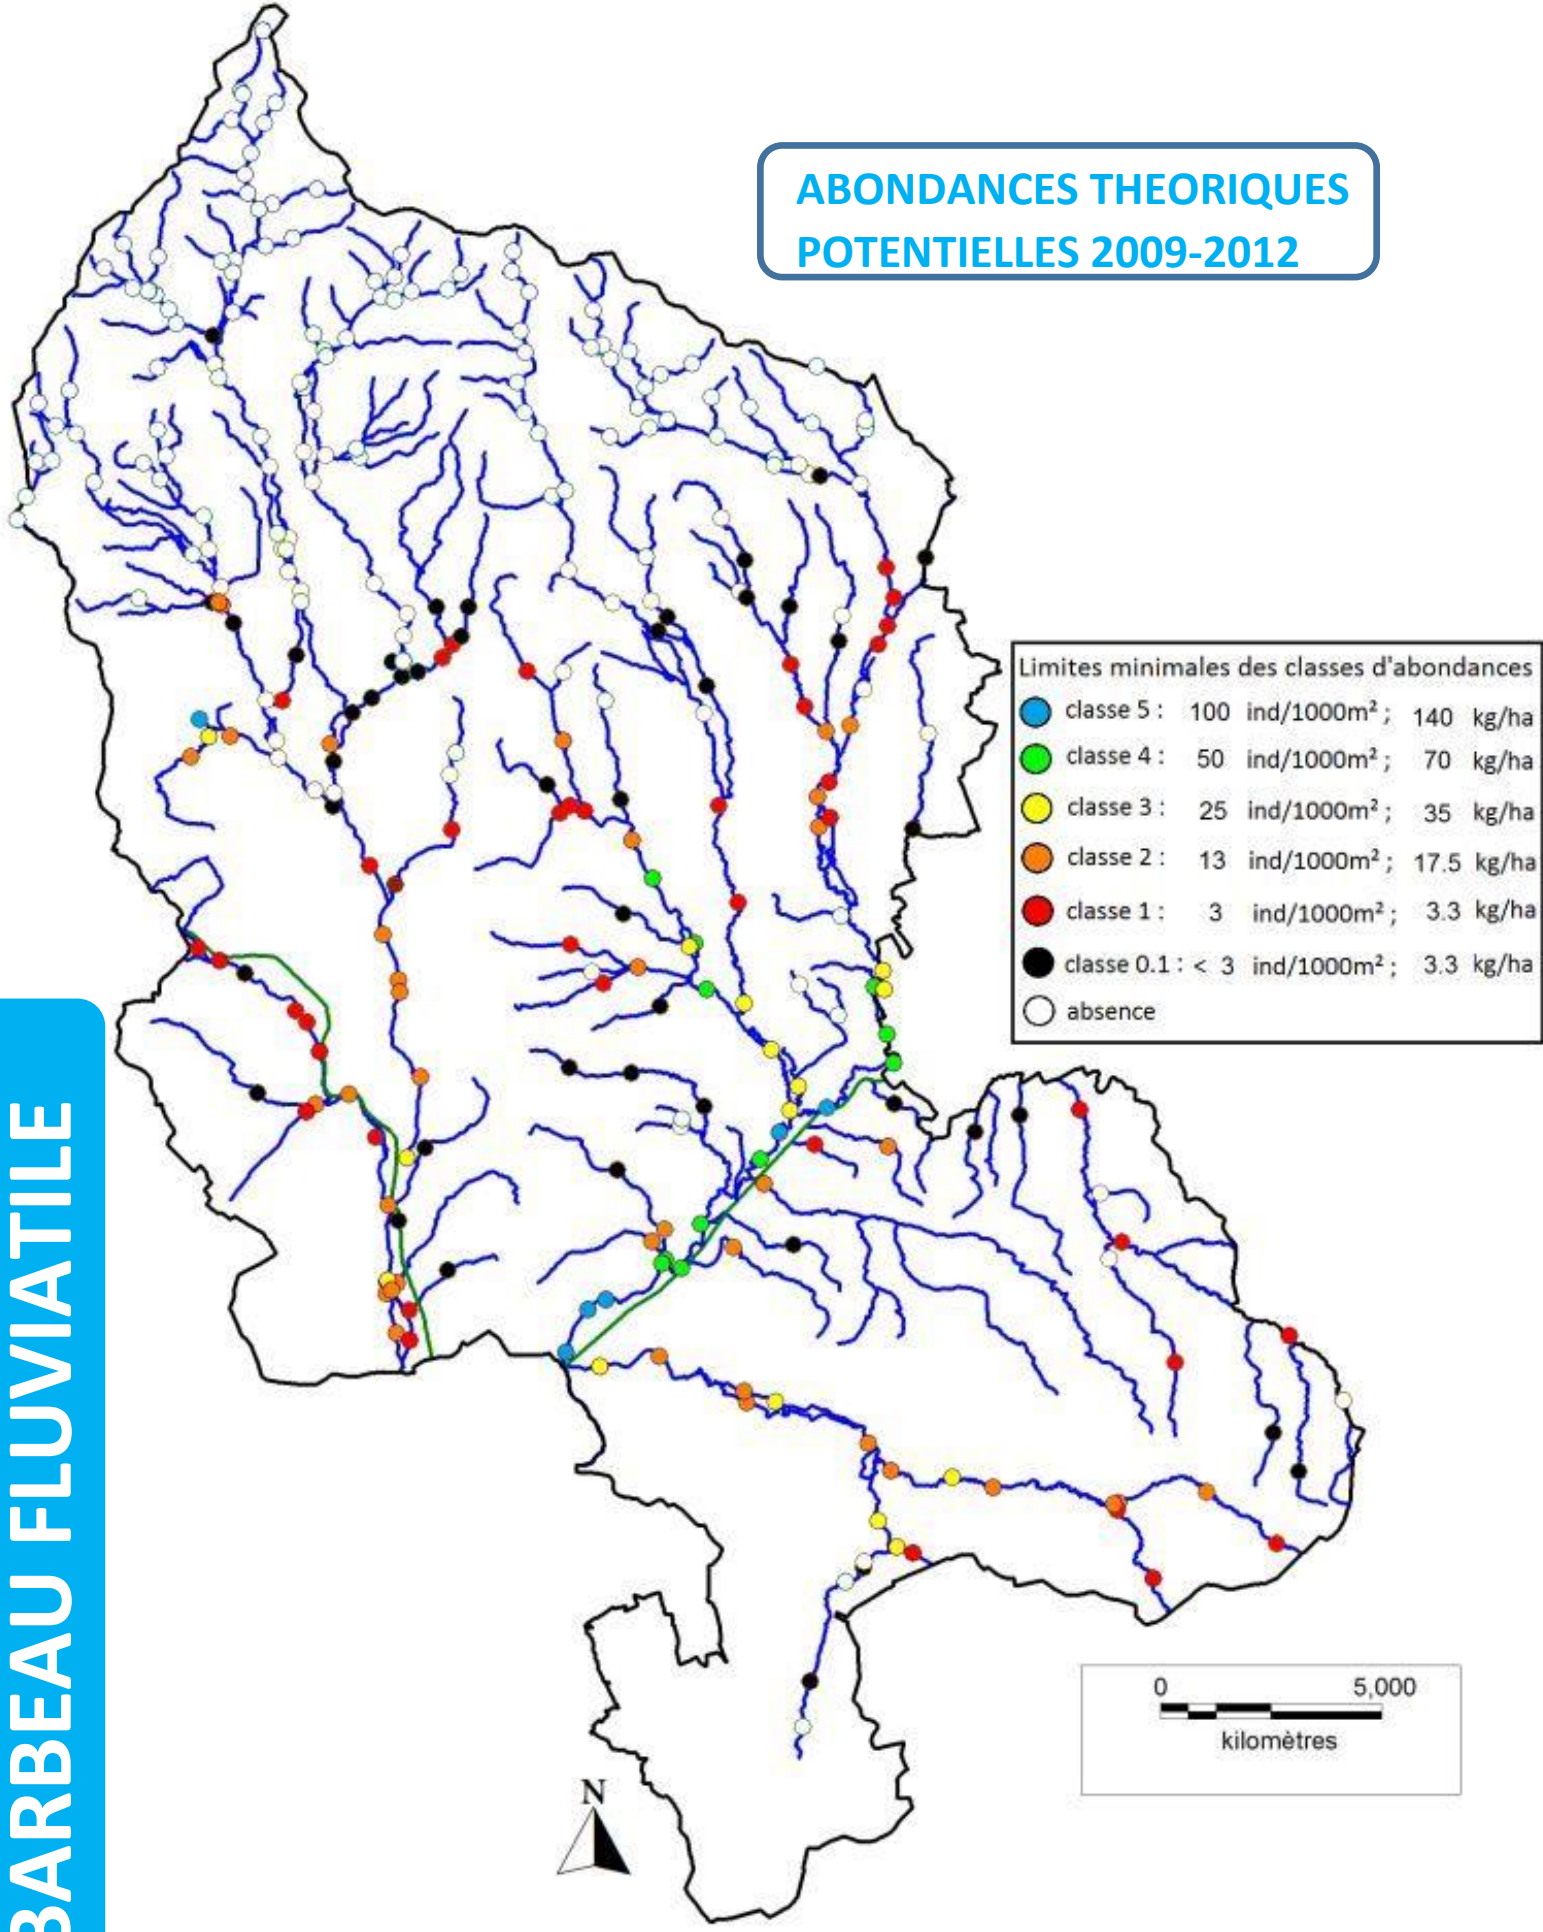 ABONDANCES THEORIQUES
POTENTIELLES 2009-2012
Limites minimales des classes d'abondances
classe 5 : 100 ind/1000m² ; 140 kg/ha
classe 4 : 50 ind/1000m² ; 70 kg/ha
classe 3 : 25 ind/1000m² ; 35 kg/ha
classe 2 : 13 ind/1000m² ; 17.5 kg/ha
classe 1 : 3 ind/1000m² ; 3.3 kg/ha
classe 0.1 : < 3 ind/1000m² ; 3.3 kg/ha
absence
BARBEAU FLUVIATILE
0 5,000
kilomètres
N